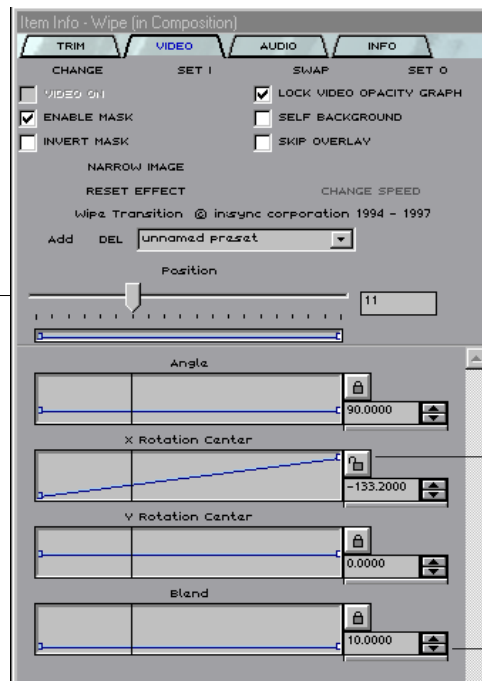 Item Info - Wipe (in Composition)
TRIM VIDEO AUDIO INFO
CHANGE SET I SWAP SET O
VIDEO ON LOCK VIDEO OPACITY GRAPH
ENABLE MASK SELF BACKGROUND
INVERT MASK SKIP OVERLAY
NARROW IMAGE
RESET EFFECT CHANGE SPEED
Wipe Transition © in:sync corporation 1994 - 1997
Add DEL unnamed preset
Position
11
Angle
90.0000
X Rotation Center
-133.2000
Y Rotation Center
0.0000
Blend
10.0000